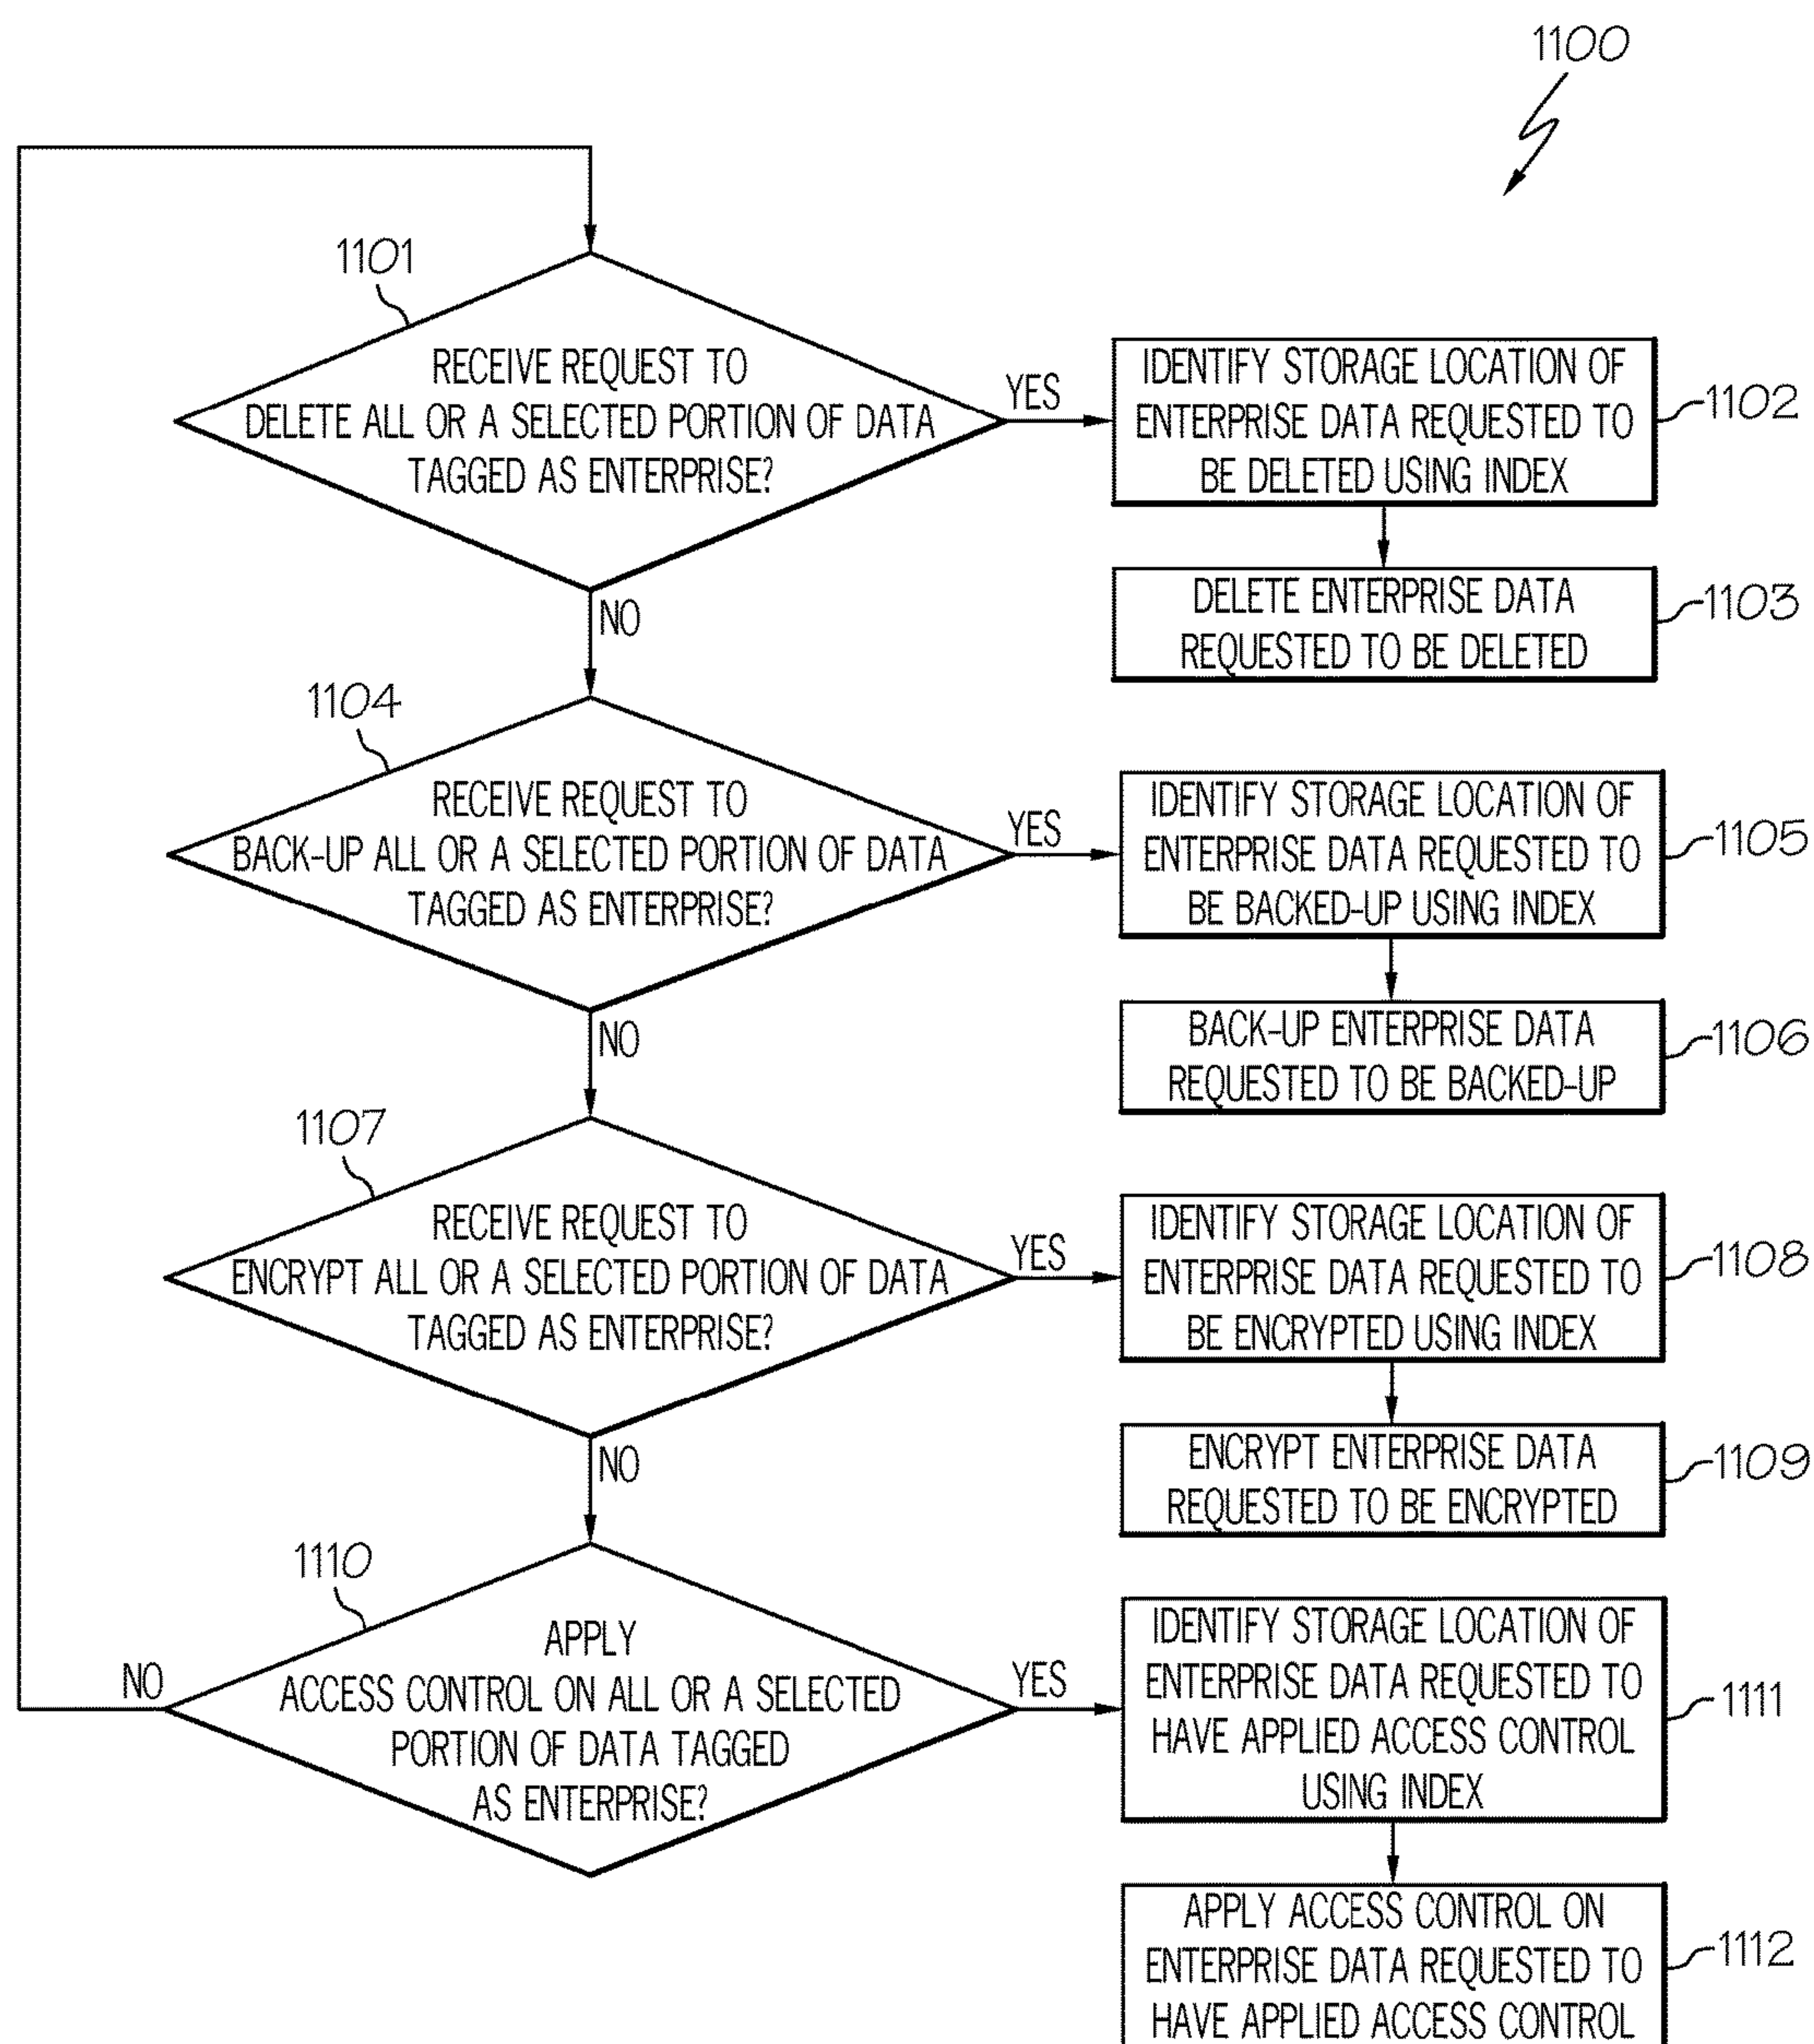 1100
1101
RECEIVE REQUEST TO
DELETE ALL OR A SELECTED PORTION OF DATA
TAGGED AS ENTERPRISE?
YES
IDENTIFY STORAGE LOCATION OF
ENTERPRISE DATA REQUESTED TO
BE DELETED USING INDEX
1102
DELETE ENTERPRISE DATA
REQUESTED TO BE DELETED
1103
NO
1104
RECEIVE REQUEST TO
BACK-UP ALL OR A SELECTED PORTION OF DATA
TAGGED AS ENTERPRISE?
YES
IDENTIFY STORAGE LOCATION OF
ENTERPRISE DATA REQUESTED TO
BE BACKED-UP USING INDEX
1105
BACK-UP ENTERPRISE DATA
REQUESTED TO BE BACKED-UP
1106
NO
1107
RECEIVE REQUEST TO
ENCRYPT ALL OR A SELECTED PORTION OF DATA
TAGGED AS ENTERPRISE?
YES
IDENTIFY STORAGE LOCATION OF
ENTERPRISE DATA REQUESTED TO
BE ENCRYPTED USING INDEX
1108
ENCRYPT ENTERPRISE DATA
REQUESTED TO BE ENCRYPTED
1109
NO
1110
APPLY
ACCESS CONTROL ON ALL OR A SELECTED
PORTION OF DATA TAGGED
AS ENTERPRISE?
NO
YES
IDENTIFY STORAGE LOCATION OF
ENTERPRISE DATA REQUESTED TO
HAVE APPLIED ACCESS CONTROL
USING INDEX
1111
APPLY ACCESS CONTROL ON
ENTERPRISE DATA REQUESTED TO
HAVE APPLIED ACCESS CONTROL
1112